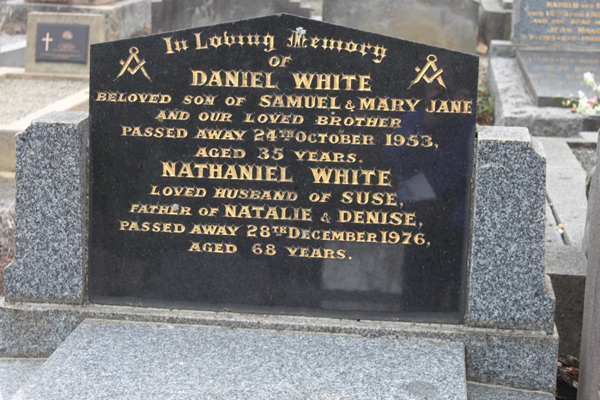 In Loving Memory
OF
DANIEL WHITE
BELOVED SON OF SAMUEL & MARY JANE
AND OUR LOVED BROTHER
PASSED AWAY 24TH OCTOBER 1953,
AGED 35 YEARS.
NATHANIEL WHITE
LOVED HUSBAND OF SUSE,
FATHER OF NATALIE & DENISE,
PASSED AWAY 28TH DECEMBER 1976,
AGED 68 YEARS.